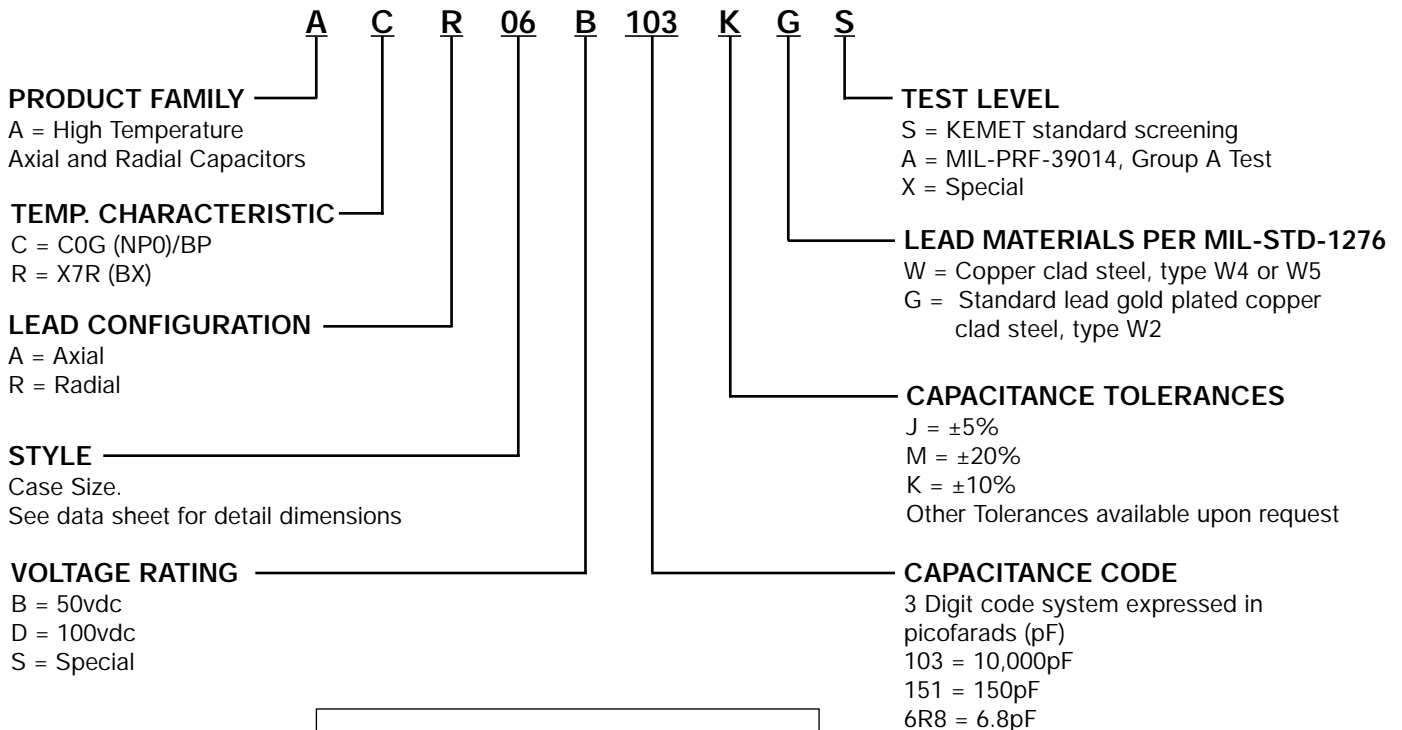 A C R 06 B 103 K G S
PRODUCT FAMILY
A = High Temperature
Axial and Radial Capacitors
TEMP. CHARACTERISTIC
C = C0G (NP0)/BP
R = X7R (BX)
LEAD CONFIGURATION
A = Axial
R = Radial
STYLE
Case Size.
See data sheet for detail dimensions
VOLTAGE RATING
B = 50vdc
D = 100vdc
S = Special
TEST LEVEL
S = KEMET standard screening
A = MIL-PRF-39014, Group A Test
X = Special
LEAD MATERIALS PER MIL-STD-1276
W = Copper clad steel, type W4 or W5
G = Standard lead gold plated copper
clad steel, type W2
CAPACITANCE TOLERANCES
J = ±5%
M = ±20%
K = ±10%
Other Tolerances available upon request
CAPACITANCE CODE
3 Digit code system expressed in
picofarads (pF)
103 = 10,000pF
151 = 150pF
6R8 = 6.8pF